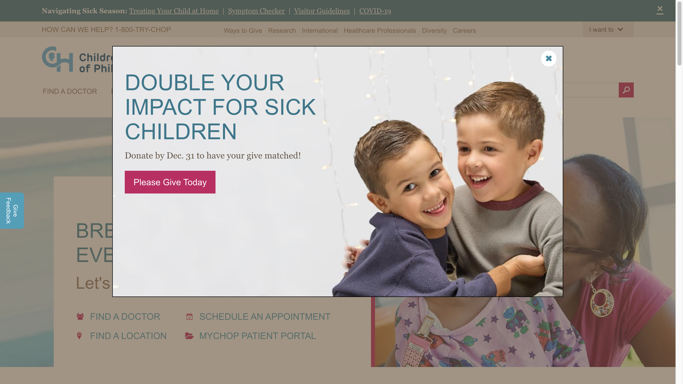 Navigating Sick Season: Treating Your Child at Home | Symptom Checker | Visitor Guidelines | COVID-19
HOW CAN WE HELP? 1-800-TRY-CHOP
Ways to Give Research International Healthcare Professionals Diversity Careers
I want to
CH Childre
of Phil
FIND A DOCTOR
DOUBLE YOUR
IMPACT FOR SICK
CHILDREN
Donate by Dec. 31 to have your give matched!
Please Give Today
Give
Feedback
BRE
EVE
Let's
FIND A DOCTOR
SCHEDULE AN APPOINTMENT
FIND A LOCATION
MYCHOP PATIENT PORTAL